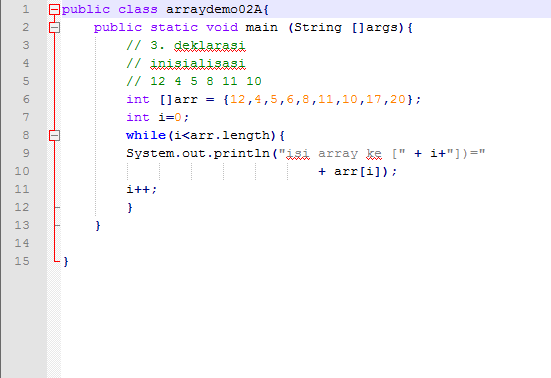 1 public class arraydemo02A{
2 public static void main (String []args){
3 // 3. deklarasi
4 // inisialisasi
5 // 12 4 5 8 11 10
6 int []arr = {12,4,5,6,8,11,10,17,20};
7 int i=0;
8 while(i<arr.length){
9 System.out.println("isi array ke [" + i+"])="
10 + arr[i]);
11 i++;
12 }
13 }
14
15 }